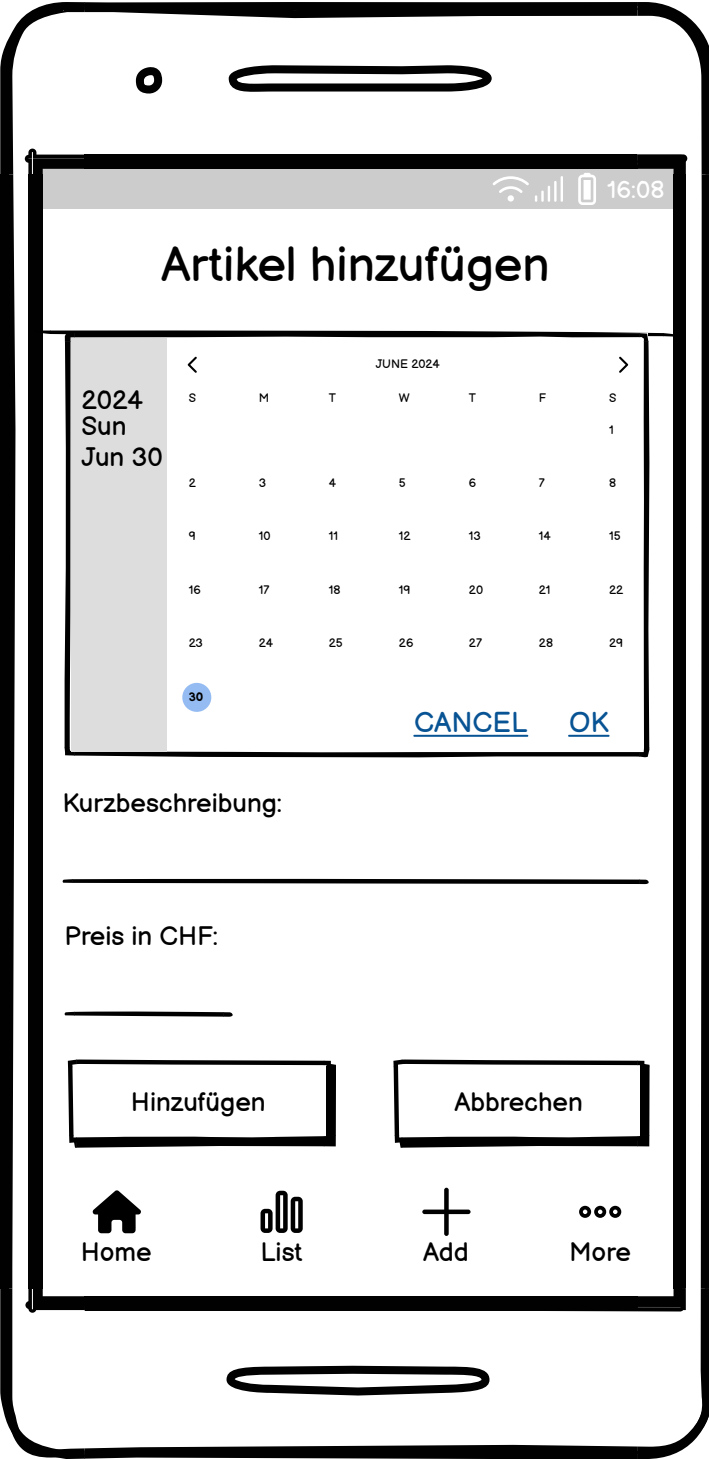 16:08
Artikel hinzufügen
2024
Sun
Jun 30
JUNE 2024
S M T W T F S
1
2 3 4 5 6 7 8
9 10 11 12 13 14 15
16 17 18 19 20 21 22
23 24 25 26 27 28 29
30
CANCEL OK
Kurzbeschreibung:
Preis in CHF:
Hinzufügen Abbrechen
Home List Add More